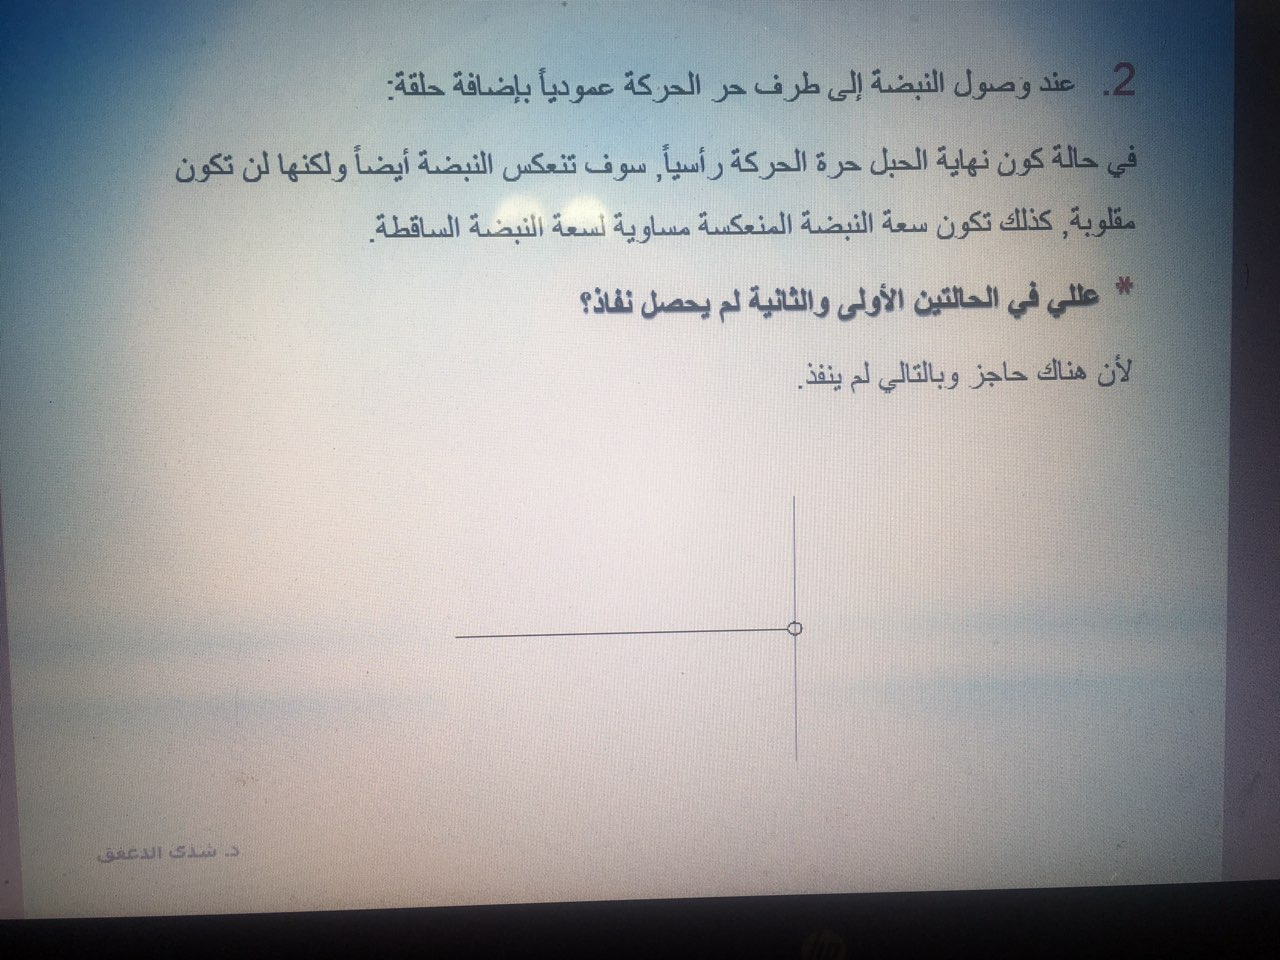 2. عند وصول النبضة إلى طرف حر الحركة عمودياً بإضافة حلقة:
في حالة كون نهاية الحبل حرة الحركة رأسياً, سوف تنعكس النبضة أيضاً ولكنها لن تكون
مقلوبة, كذلك تكون سعة النبضة المنعكسة مساوية لسعة النبضة الساقطة.
* عللي في الحالتين الأولى والثانية لم يحصل نفاذ؟
لأن هناك حاجز وبالتالي لم ينفذ.
د. شذى الدعفق
hp